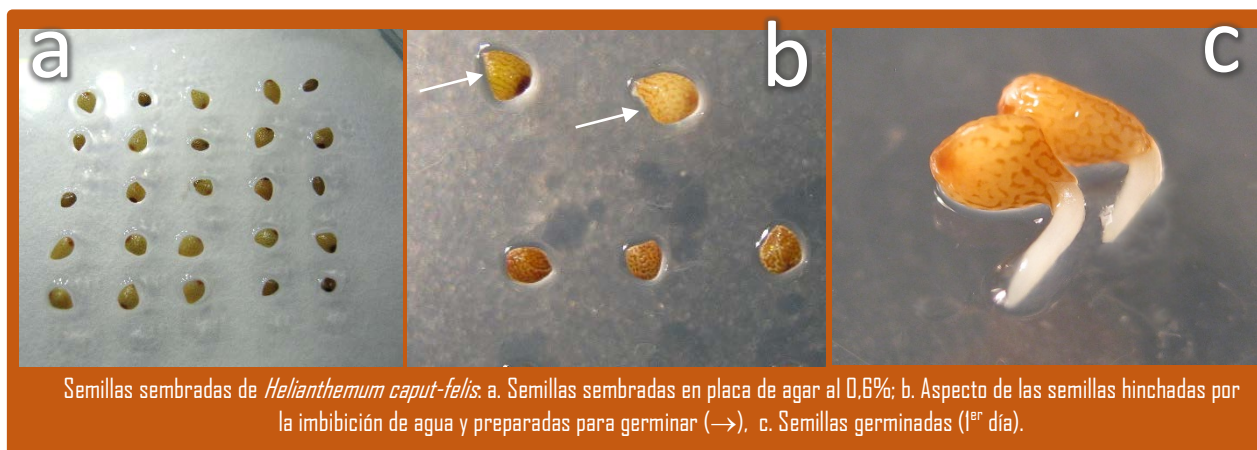 a
b
c
Semillas sembradas de Helianthemum caput-felis: a. Semillas sembradas en placa de agar al 0,6%; b. Aspecto de las semillas hinchadas por
la imbibición de agua y preparadas para germinar (→), c. Semillas germinadas (1er día).